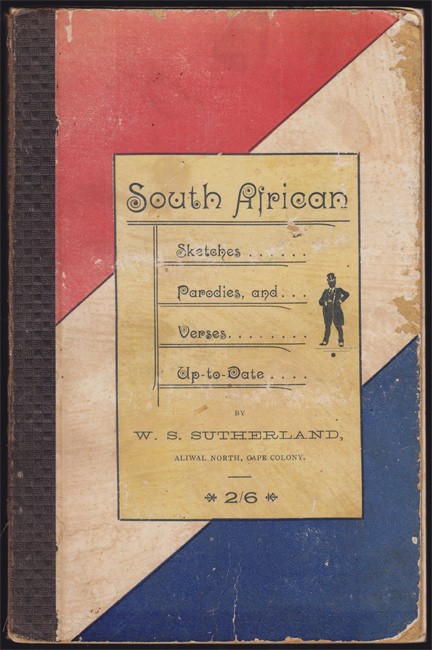 South African
Sketches . . . . . .
Parodies, and . . .
Verses. . . . . . . .
Up-to-Date . . . .
BY
W. S. SUTHERLAND,
ALIWAL NORTH, CAPE COLONY.
2/6